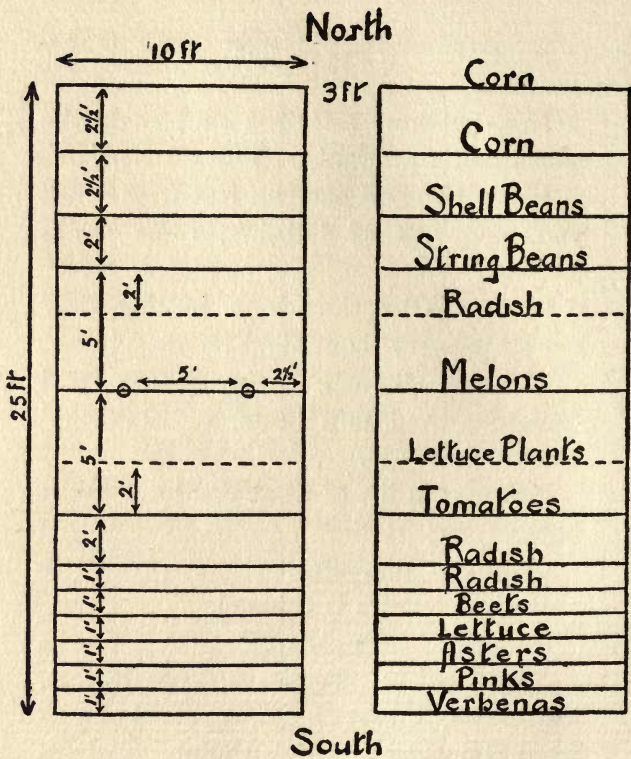 North
10 ft
3 ft
25 ft
2½'
2½'
2'
5'
2'
5'
2½'
5'
2'
2'
1'
1'
1'
1'
1'
1'
Corn
Corn
Shell Beans
String Beans
Radish
Melons
Lettuce Plants
Tomatoes
Radish
Radish
Beets
Lettuce
Asters
Pinks
Verbenas
South